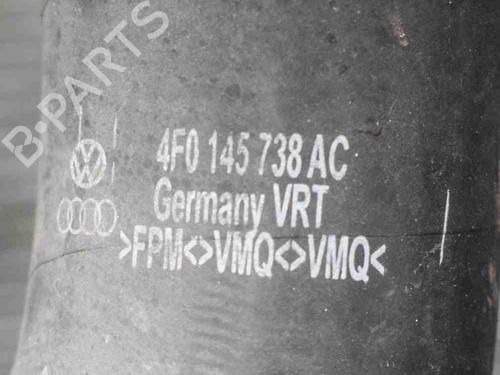 B-PARTS
4F0 145 738 AC
Germany VRT
>FPM<>VMQ<>VMQ<